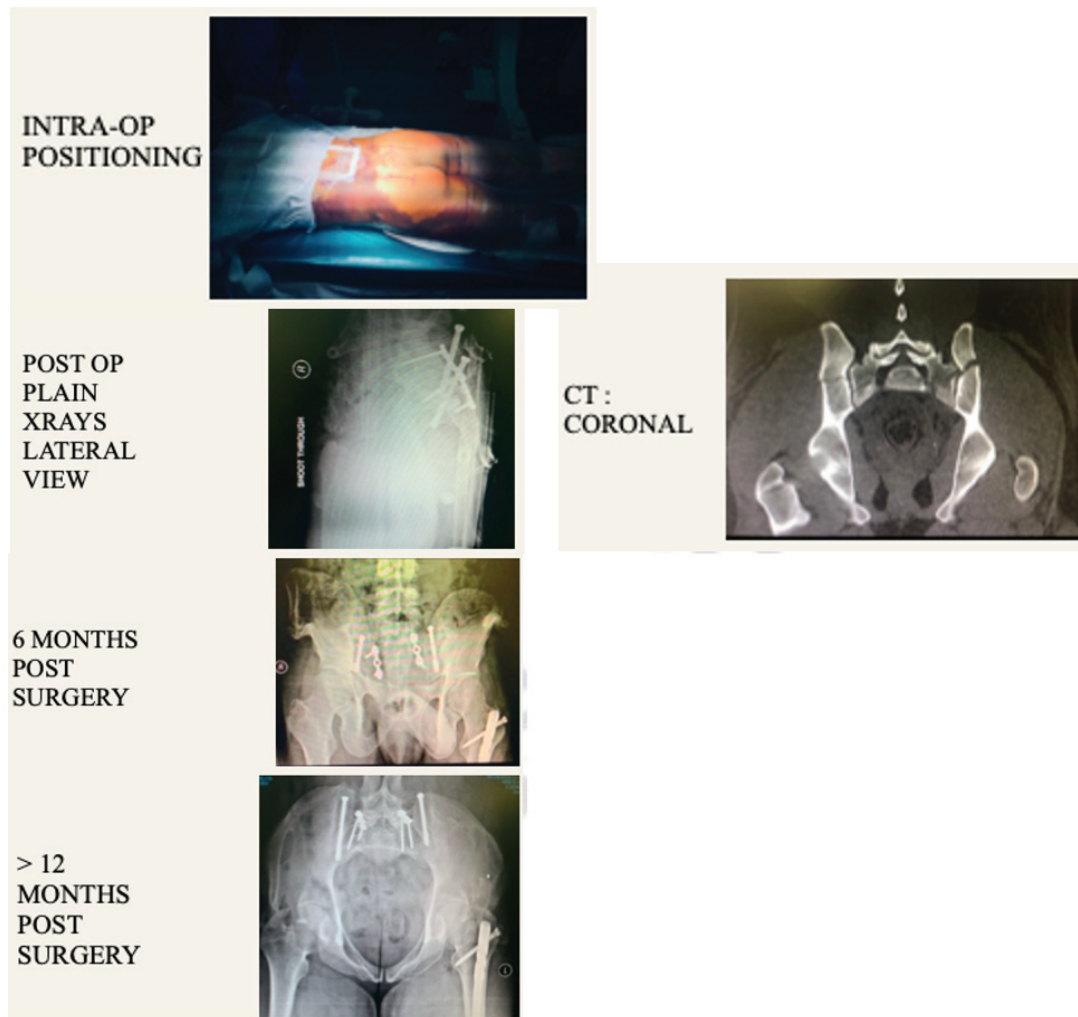 INTRA-OP
POSITIONING
POST OP
PLAIN
XRAYS
LATERAL
VIEW
R
SHOOT THROUGH
CT :
CORONAL
6 MONTHS
POST
SURGERY
> 12
MONTHS
POST
SURGERY
L